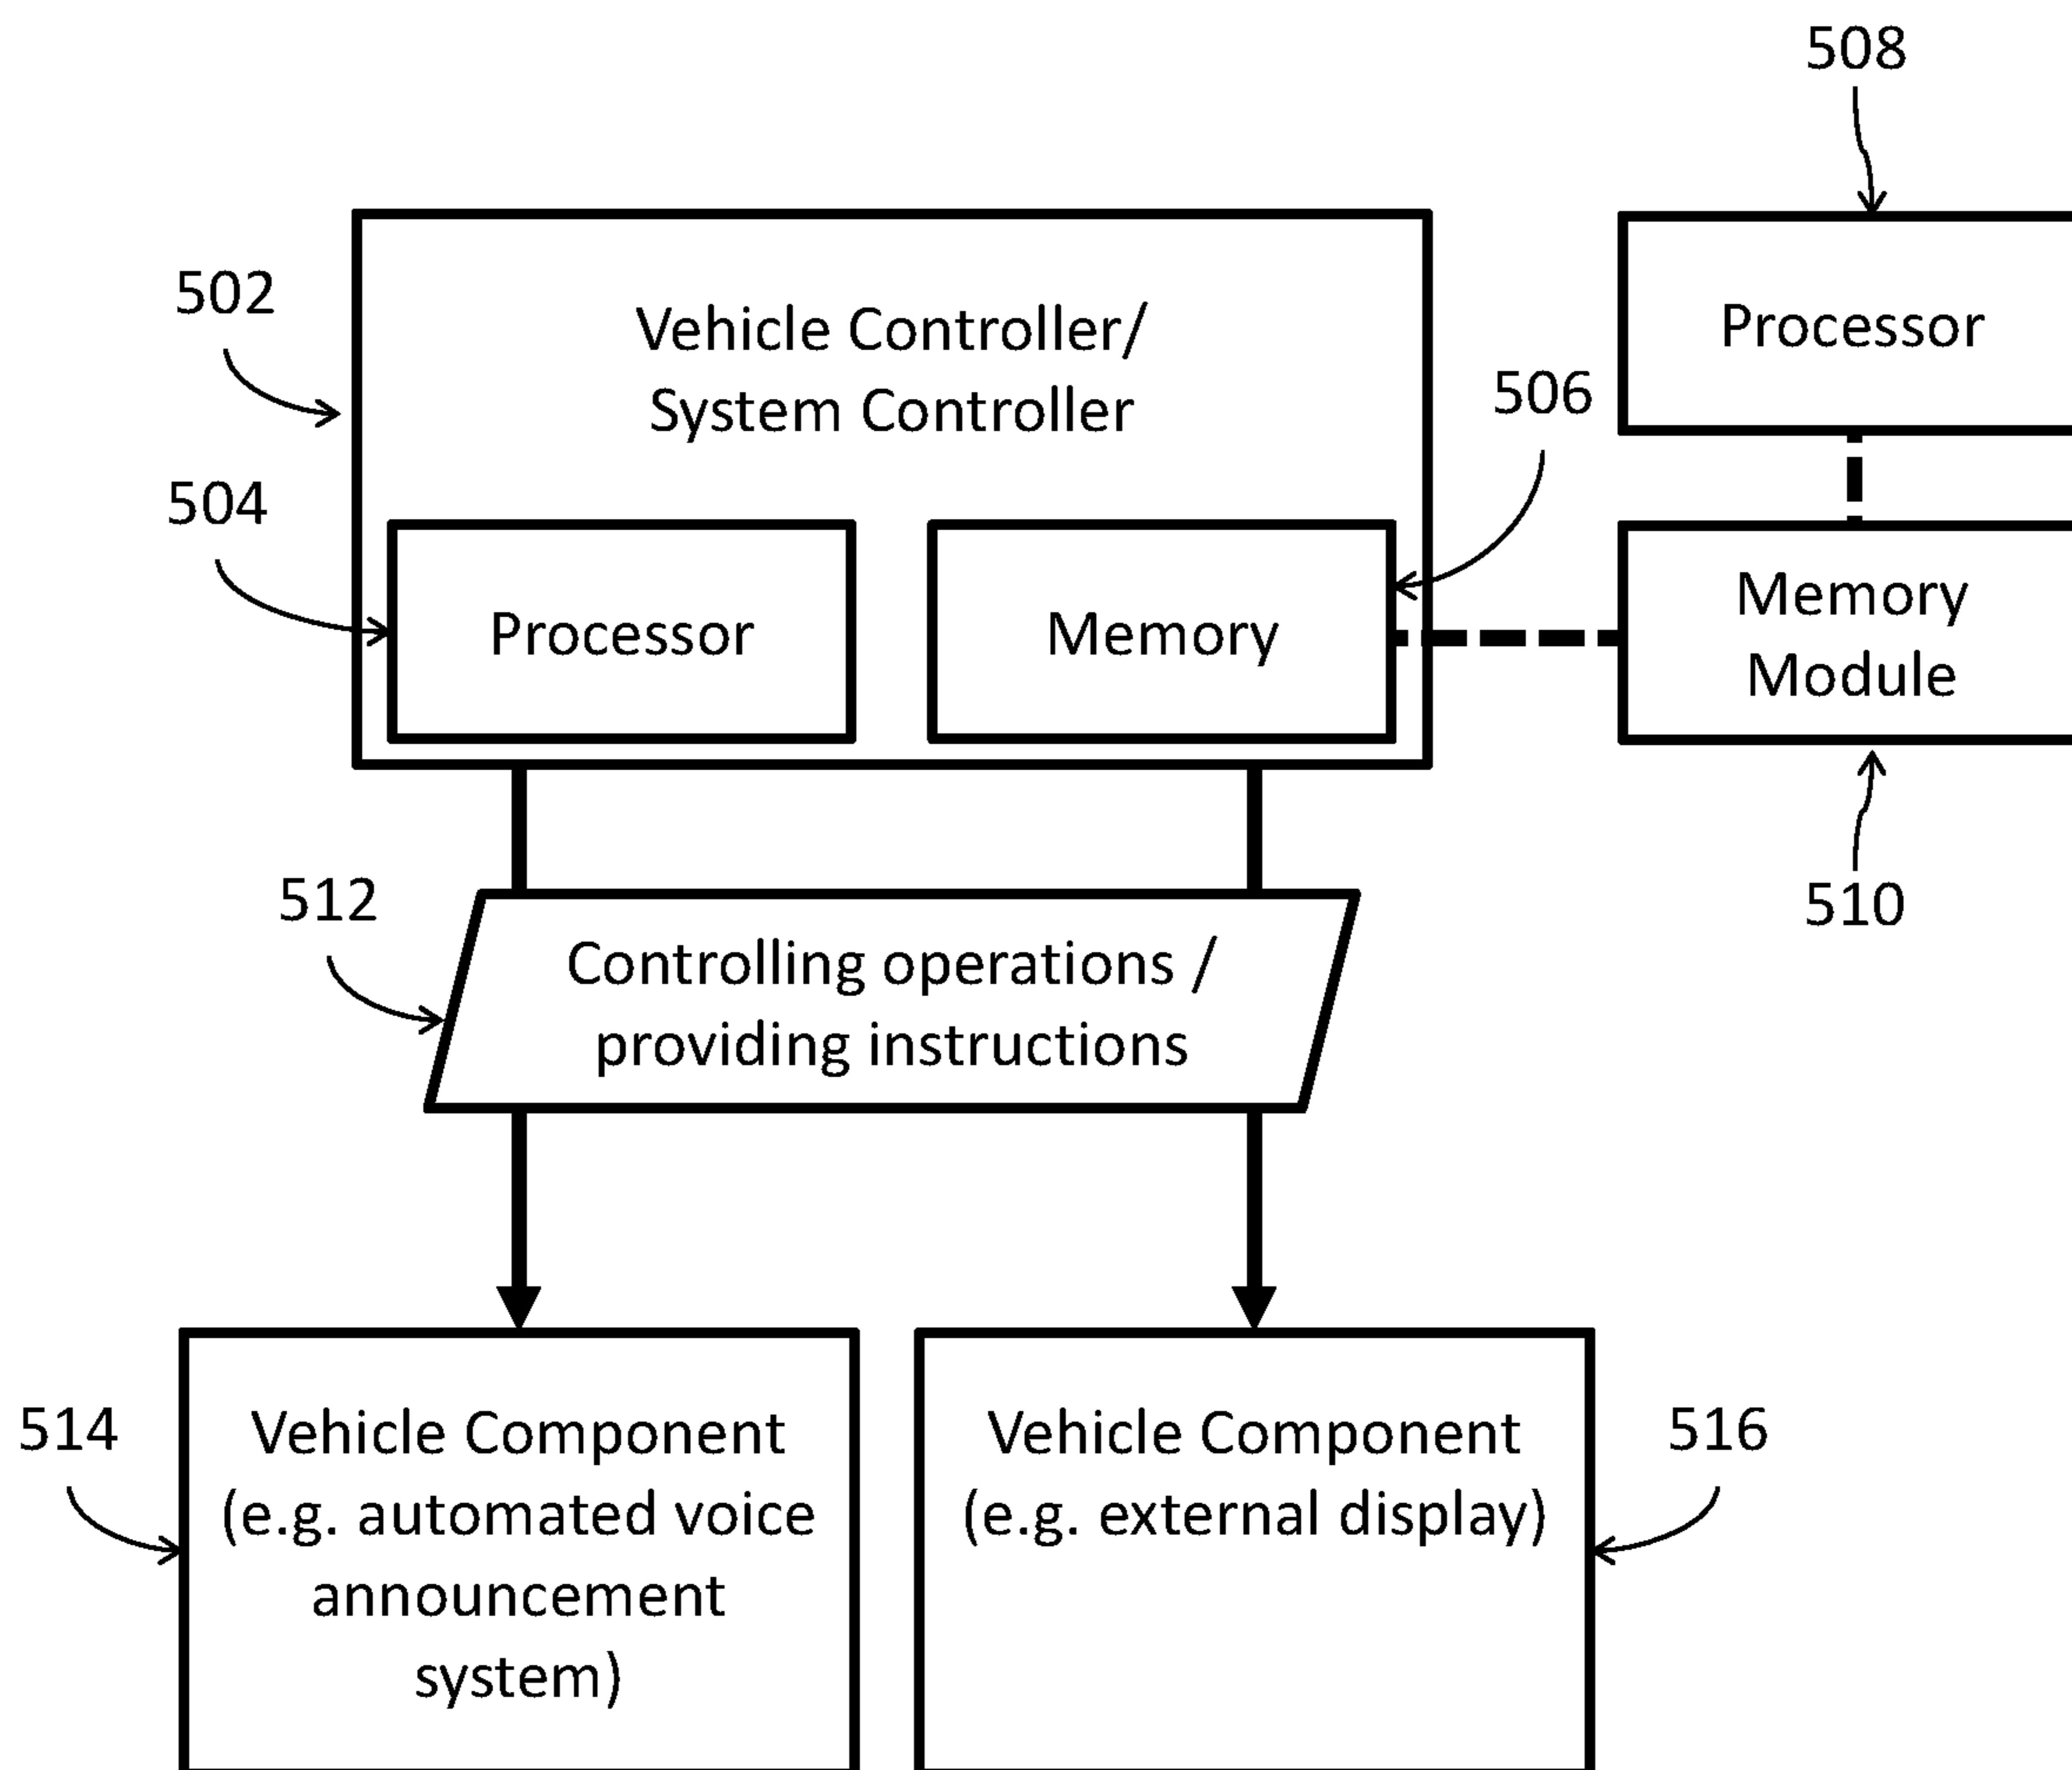 508
502
Vehicle Controller/
System Controller
Processor
506
504
Processor
Memory
Memory
Module
512
Controlling operations /
providing instructions
510
514
Vehicle Component
(e.g. automated voice
announcement
system)
Vehicle Component
(e.g. external display)
516